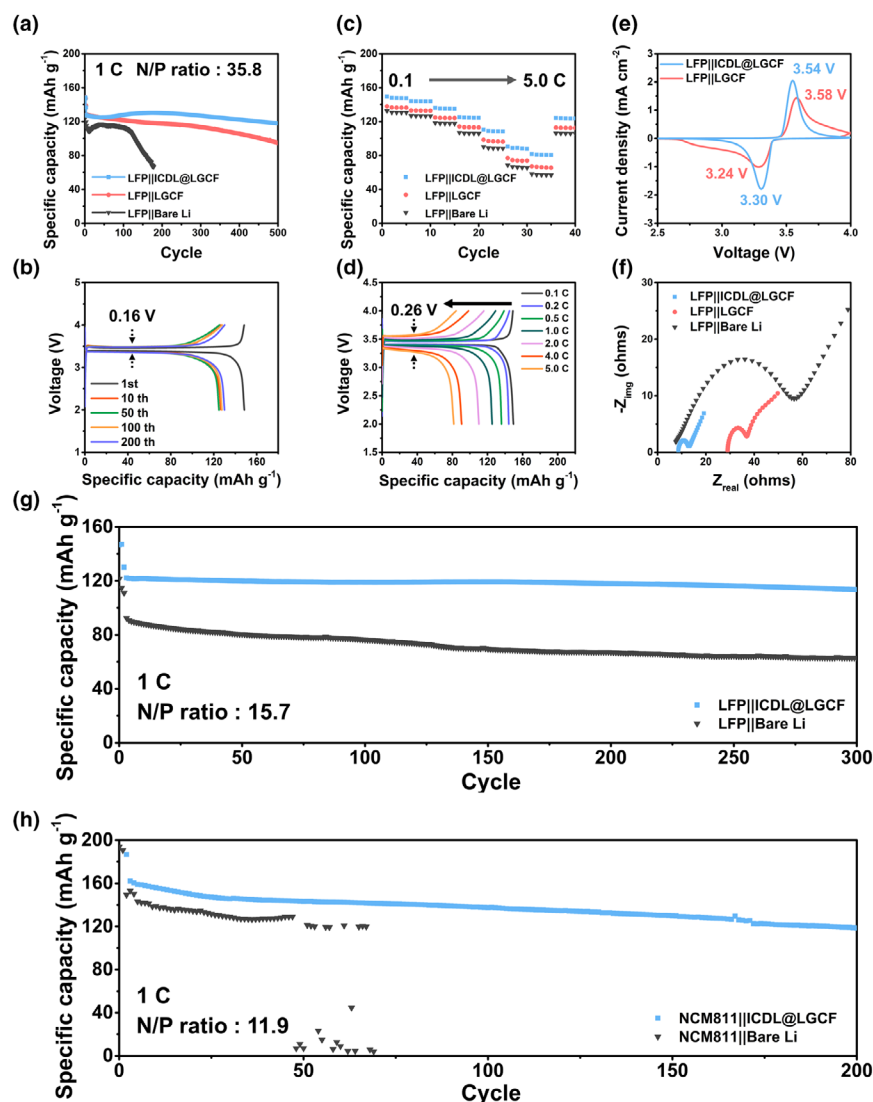 (a)
Specific capacity (mAh g⁻¹)
200
160
120
80
40
0
1 C N/P ratio : 35.8
LFP||ICDL@LGCF
LFP||LGCF
LFP||Bare Li
0 100 200 300 400 500
Cycle
(c)
Specific capacity (mAh g⁻¹)
200
160
120
80
40
0
0.1 5.0 C
LFP||ICDL@LGCF
LFP||LGCF
LFP||Bare Li
0 10 20 30 40
Cycle
(e)
Current density (mA cm⁻²)
3
2
1
0
-1
-2
-3
LFP||ICDL@LGCF
LFP||LGCF
3.54 V
3.58 V
3.24 V
3.30 V
2.5 3.0 3.5 4.0
Voltage (V)
(b)
Voltage (V)
5
4
3
2
1
0.16 V
1st
10 th
50 th
100 th
200 th
0 40 80 120 160
Specific capacity (mAh g⁻¹)
(d)
Voltage (V)
4.5
4.0
3.5
3.0
2.5
2.0
1.5
0.26 V
0.1 C
0.2 C
0.5 C
1.0 C
2.0 C
4.0 C
5.0 C
0 40 80 120 160 200
Specific capacity (mAh g⁻¹)
(f)
-Zimg (ohms)
-30
-20
-10
0
LFP||ICDL@LGCF
LFP||LGCF
LFP||Bare Li
0 20 40 60 80
Zreal (ohms)
(g)
Specific capacity (mAh g⁻¹)
160
120
80
40
0
1 C
N/P ratio : 15.7
LFP||ICDL@LGCF
LFP||Bare Li
0 50 100 150 200 250 300
Cycle
(h)
Specific capacity (mAh g⁻¹)
200
160
120
80
40
0
1 C
N/P ratio : 11.9
NCM811||ICDL@LGCF
NCM811||Bare Li
0 50 100 150 200
Cycle